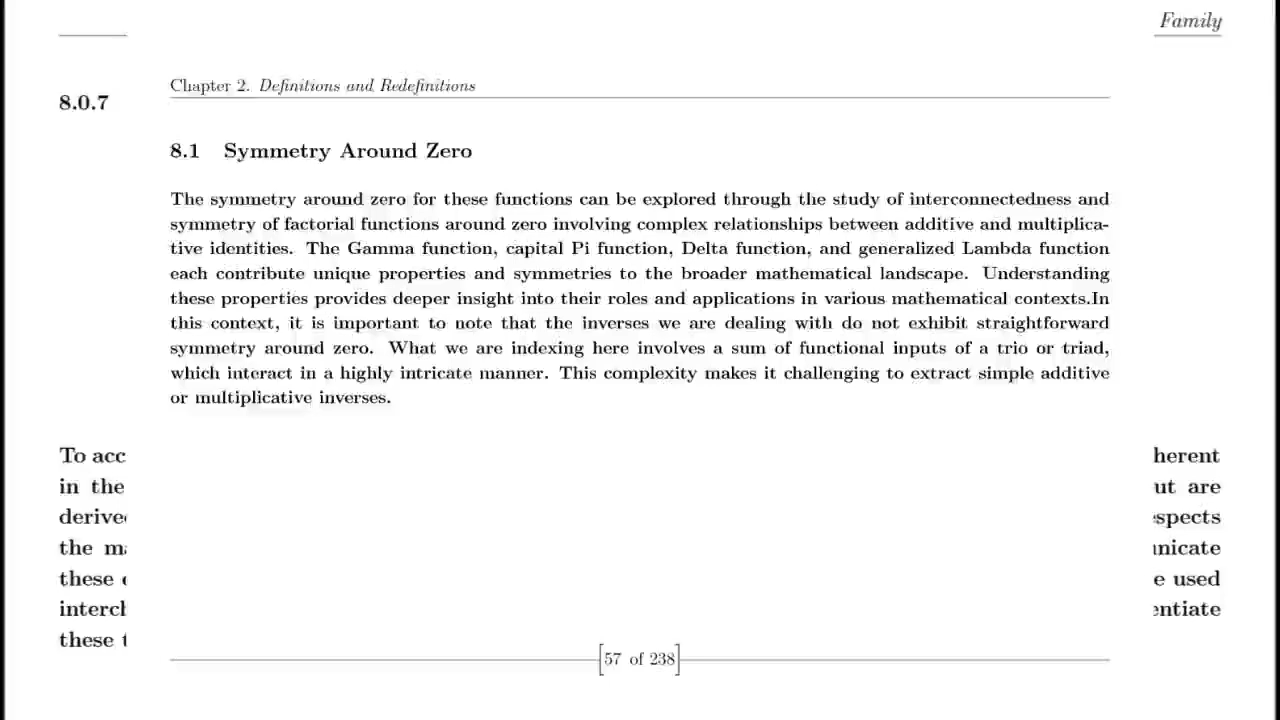 Family
Chapter 2. Definitions and Redefinitions
8.0.7
8.1 Symmetry Around Zero
The symmetry around zero for these functions can be explored through the study of interconnectedness and
symmetry of factorial functions around zero involving complex relationships between additive and multiplica-
tive identities. The Gamma function, capital Pi function, Delta function, and generalized Lambda function
each contribute unique properties and symmetries to the broader mathematical landscape. Understanding
these properties provides deeper insight into their roles and applications in various mathematical contexts.In
this context, it is important to note that the inverses we are dealing with do not exhibit straightforward
symmetry around zero. What we are indexing here involves a sum of functional inputs of a trio or triad,
which interact in a highly intricate manner. This complexity makes it challenging to extract simple additive
or multiplicative inverses.
To acc herent
in the ut are
derive spects
the ma nicate
these e used
interch entiate
these t
57 of 238